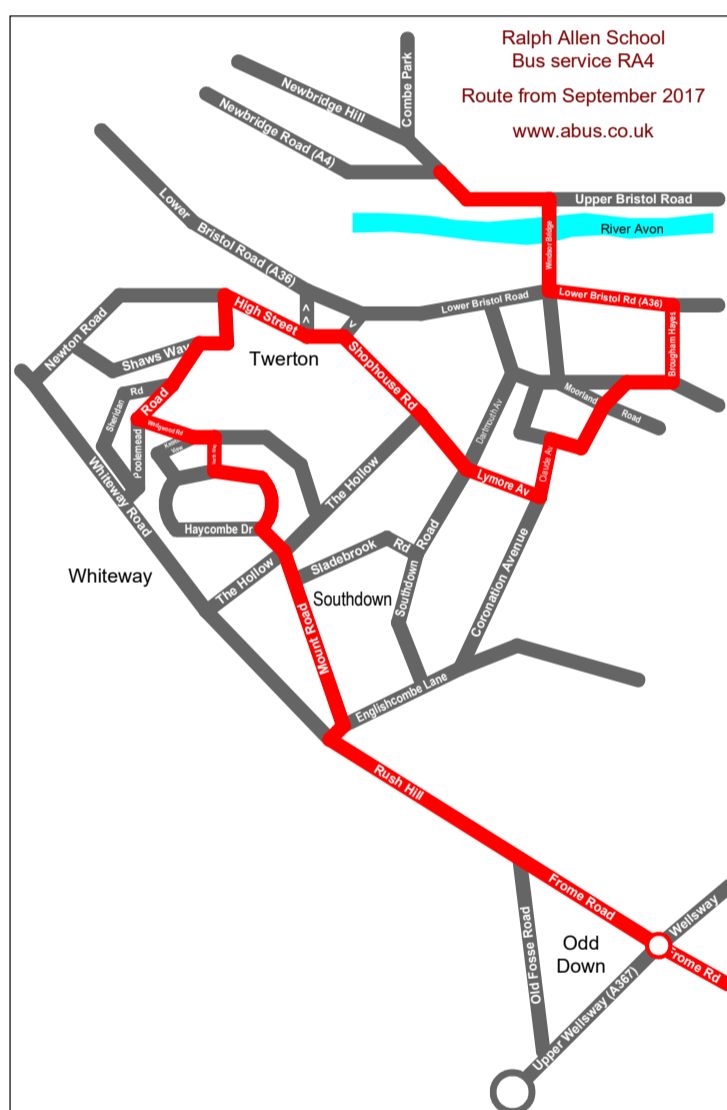 Ralph Allen School
Bus service RA4
Route from September 2017
www.abus.co.uk
Combe Park
Newbridge Hill
Newbridge Road (A4)
Upper Bristol Road
River Avon
Windsor Bridge
Lower
Bristol Road (A36)
Lower Bristol Road
Lower Bristol Rd (A36)
Brougham Hayes
High Street
< <
<
Newton Road
Shaws Way
Twerton
Shophouse Rd
Sheridan
Rd
Road
Poolemead
Wedgwood Rd
View
Moorland
Road
Dartmouth Av
Claude Av
Lymore Av
The Hollow
Whiteway Road
Haycombe Dr
Sladebrook
Rd
Road
Southdown
Coronation Avenue
Whiteway
The Hollow
Southdown
Mount Road
Englishcombe Lane
Rush Hill
Frome Road
Wellsway
Odd
Down
Old Fosse Road
Frome Rd
Upper Wellsway (A367)